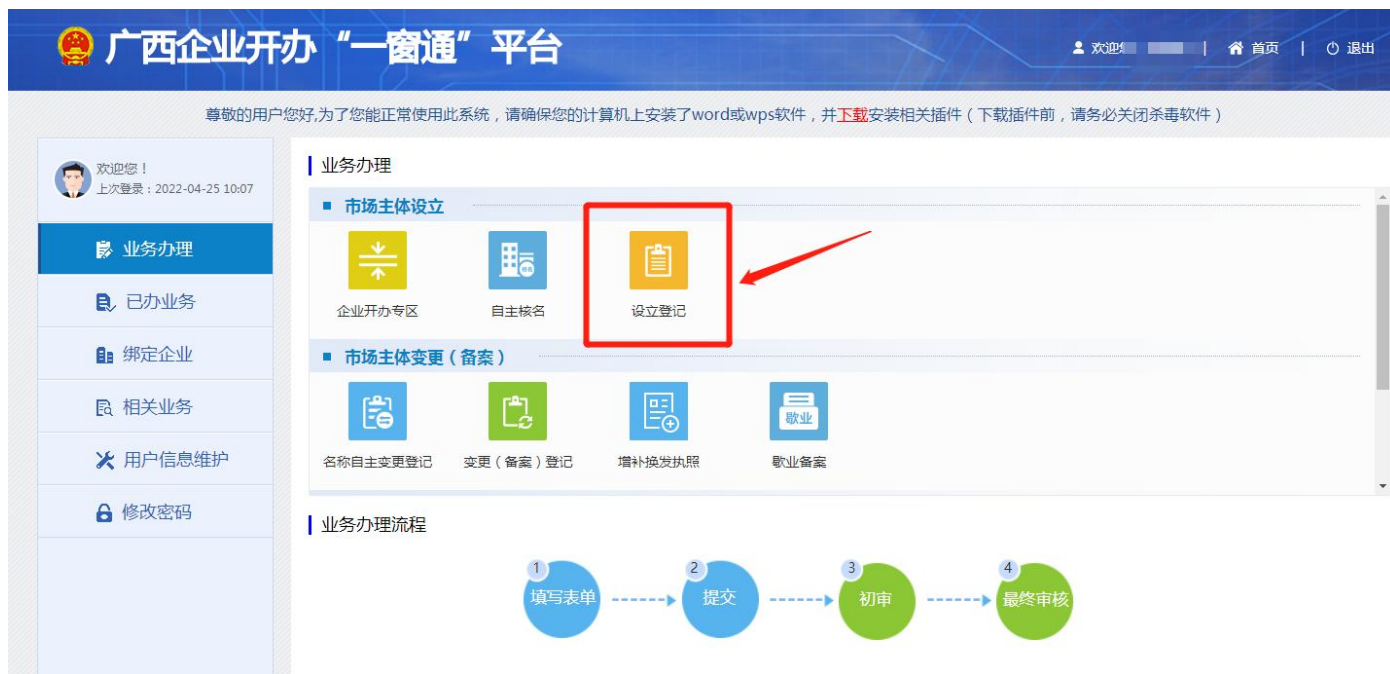 广西企业开办“一窗通”平台
欢迎 | 首页 | 退出
尊敬的用户您好,为了您能正常使用此系统，请确保您的计算机上安装了word或wps软件，并下载安装相关插件（下载插件前，请务必关闭杀毒软件）
欢迎您！
上次登录：2022-04-25 10:07
业务办理
已办业务
绑定企业
相关业务
用户信息维护
修改密码
业务办理
市场主体设立
企业开办专区 自主核名 设立登记
市场主体变更（备案）
歇业
名称自主变更登记 变更（备案）登记 增补换发执照 歇业备案
业务办理流程
1 2 3 4
填写表单 提交 初审 最终审核